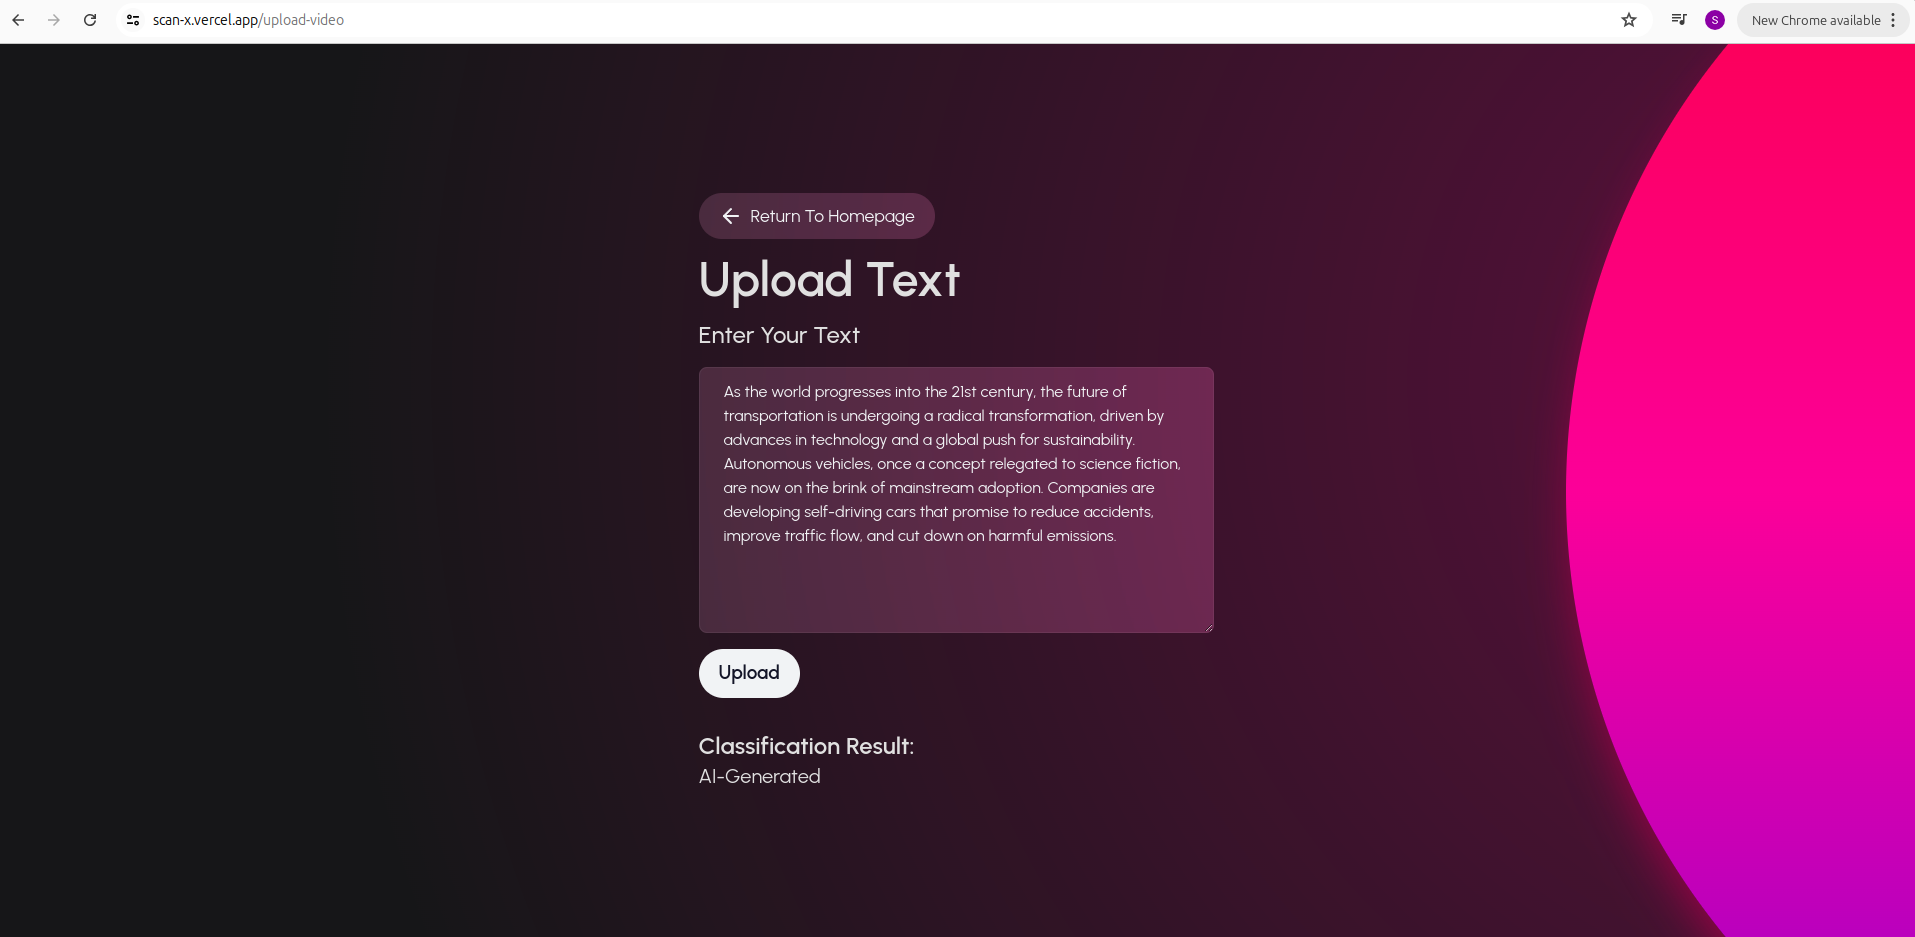 scan-x.vercel.app/upload-video
S
New Chrome available
Return To Homepage
Upload Text
Enter Your Text
As the world progresses into the 21st century, the future of
transportation is undergoing a radical transformation, driven by
advances in technology and a global push for sustainability.
Autonomous vehicles, once a concept relegated to science fiction,
are now on the brink of mainstream adoption. Companies are
developing self-driving cars that promise to reduce accidents,
improve traffic flow, and cut down on harmful emissions.
Upload
Classification Result:
AI-Generated